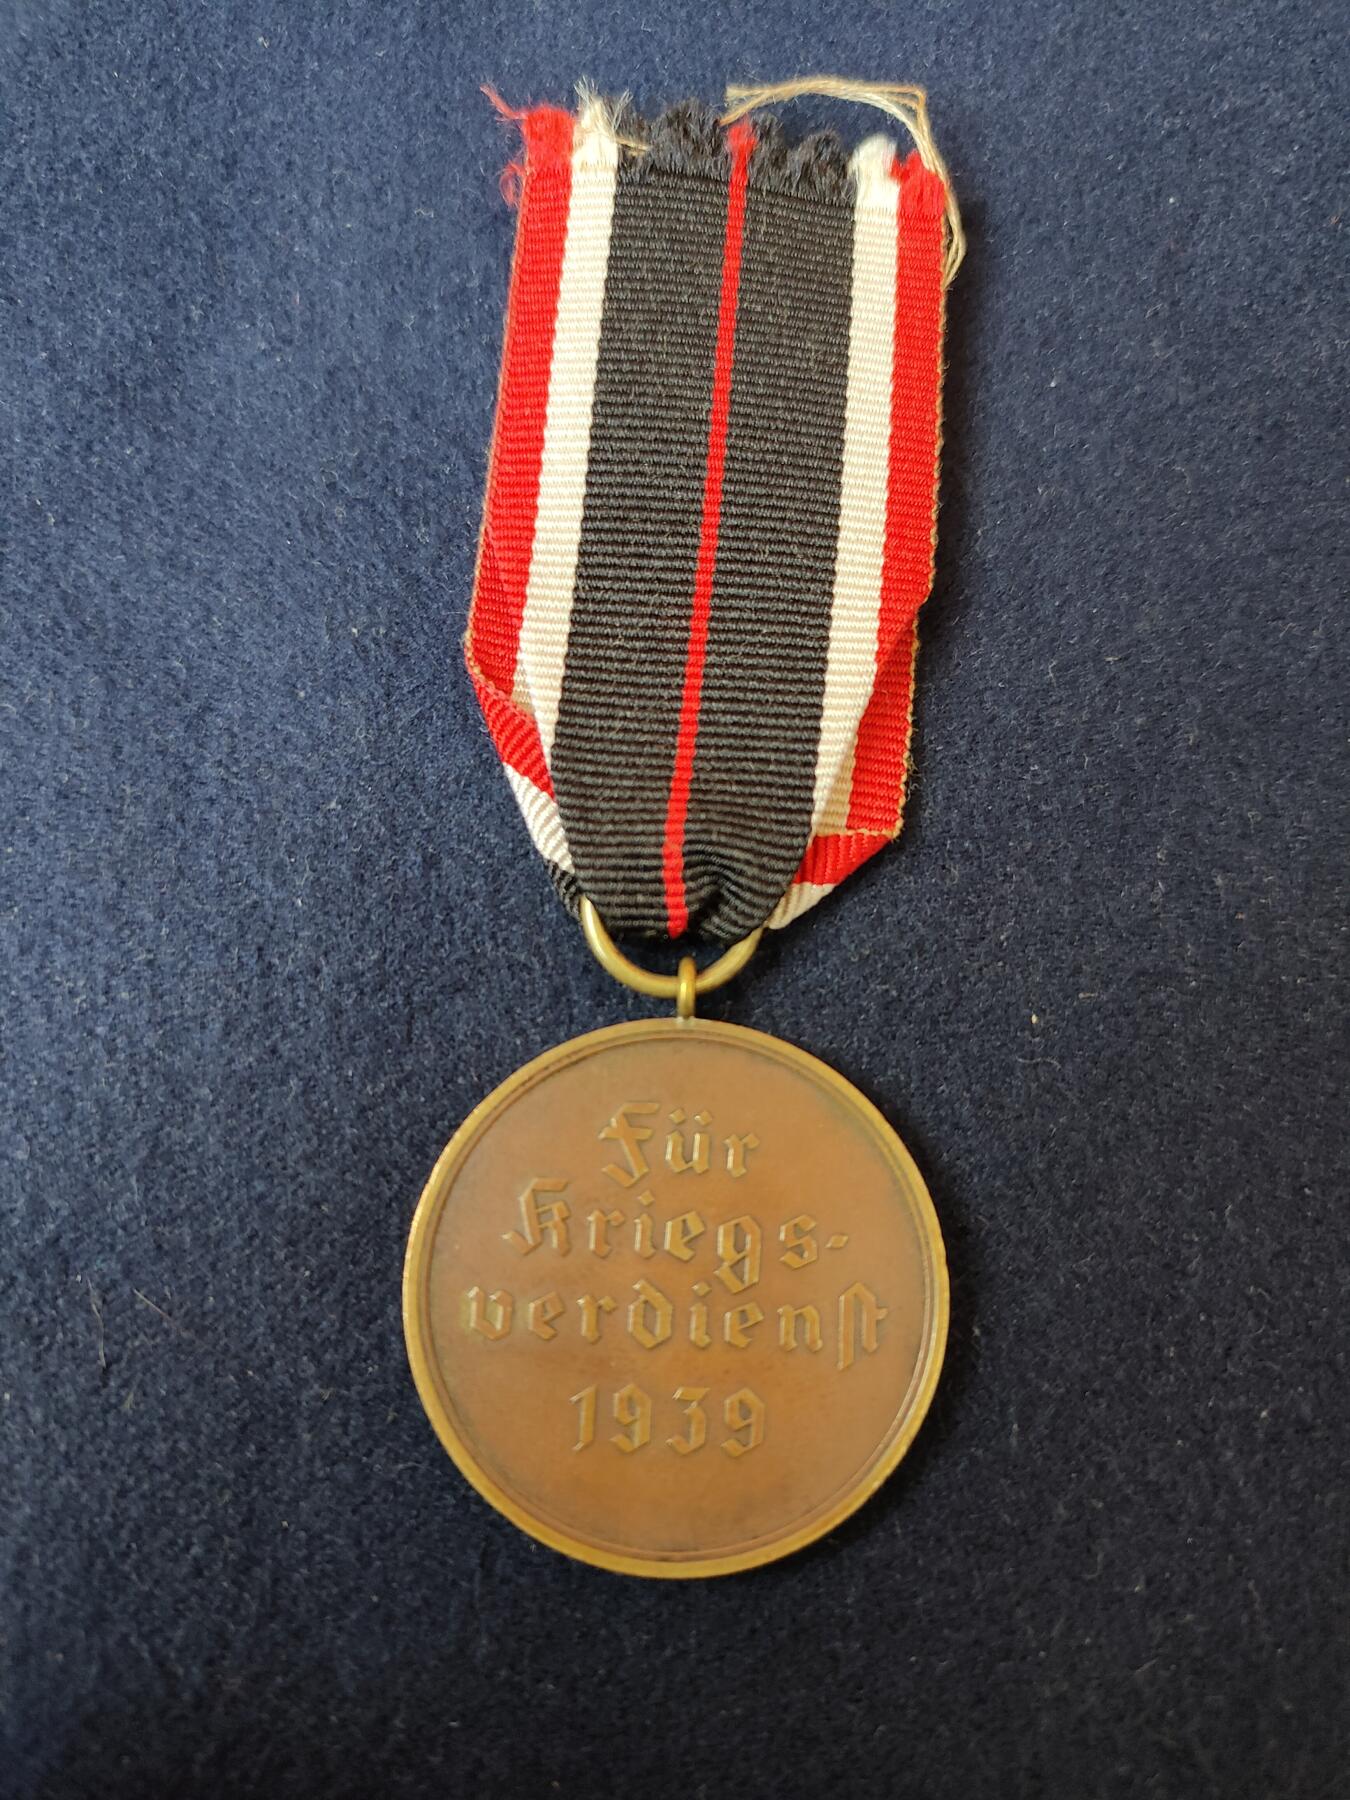 Für
Kriegs-
verdienst
1939